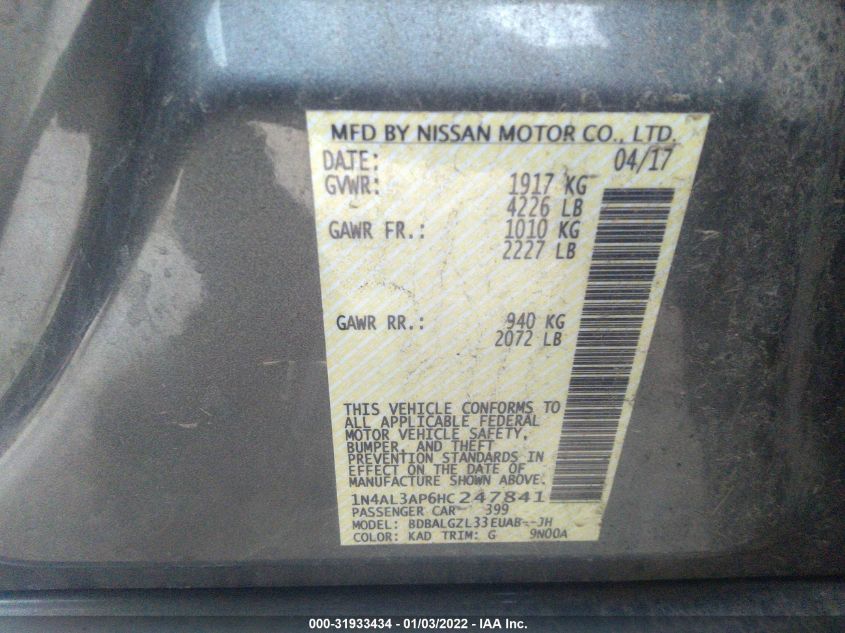 MFD BY NISSAN MOTOR CO., LTD.
DATE: 04/17
GVWR: 1917 KG
4226 LB
GAWR FR.: 1010 KG
2227 LB
GAWR RR.: 940 KG
2072 LB
THIS VEHICLE CONFORMS TO
ALL APPLICABLE FEDERAL
MOTOR VEHICLE SAFETY,
BUMPER, AND THEFT
PREVENTION STANDARDS IN
EFFECT ON THE DATE OF
MANUFACTURE SHOWN ABOVE.
1N4AL3AP6HC247841
PASSENGER CAR 399
MODEL: BDBALGZL33EUAB--JH
COLOR: KAD TRIM: G 9N00A
000-31933434 - 01/03/2022 - IAA Inc.